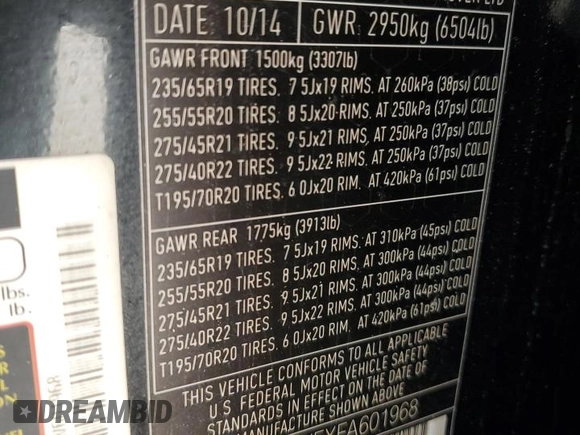 DATE 10/14 GWR 2950kg (6504lb)
GAWR FRONT 1500kg (3307lb)
235/65R19 TIRES. 7 5Jx19 RIMS. AT 260kPa (38psi) COLD
255/55R20 TIRES. 8 5Jx20 RIMS. AT 250kPa (37psi) COLD
275/45R21 TIRES. 9 5Jx21 RIMS. AT 250kPa (37psi) COLD
275/40R22 TIRES. 9 5Jx22 RIMS. AT 250kPa (37psi) COLD
T195/70R20 TIRES. 6 0Jx20 RIM. AT 420kPa (61psi) COLD
GAWR REAR 1775kg (3913lb)
235/65R19 TIRES. 7 5Jx19 RIMS. AT 310kPa (45psi) COLD
255/55R20 TIRES. 8 5Jx20 RIMS. AT 300kPa (44psi) COLD
275/45R21 TIRES. 9 5Jx21 RIMS. AT 300kPa (44psi) COLD
275/40R22 TIRES. 9 5Jx22 RIMS. AT 300kPa (44psi) COLD
T195/70R20 TIRES. 6 0Jx20 RIM. AT 420kPa (61psi) COLD
THIS VEHICLE CONFORMS TO ALL APPLICABLE
U S FEDERAL MOTOR VEHICLE SAFETY
STANDARDS IN EFFECT ON THE DATE OF
MANUFACTURE SHOWN ABOVE
FA601968
lbs.
lb.
DREAMBID